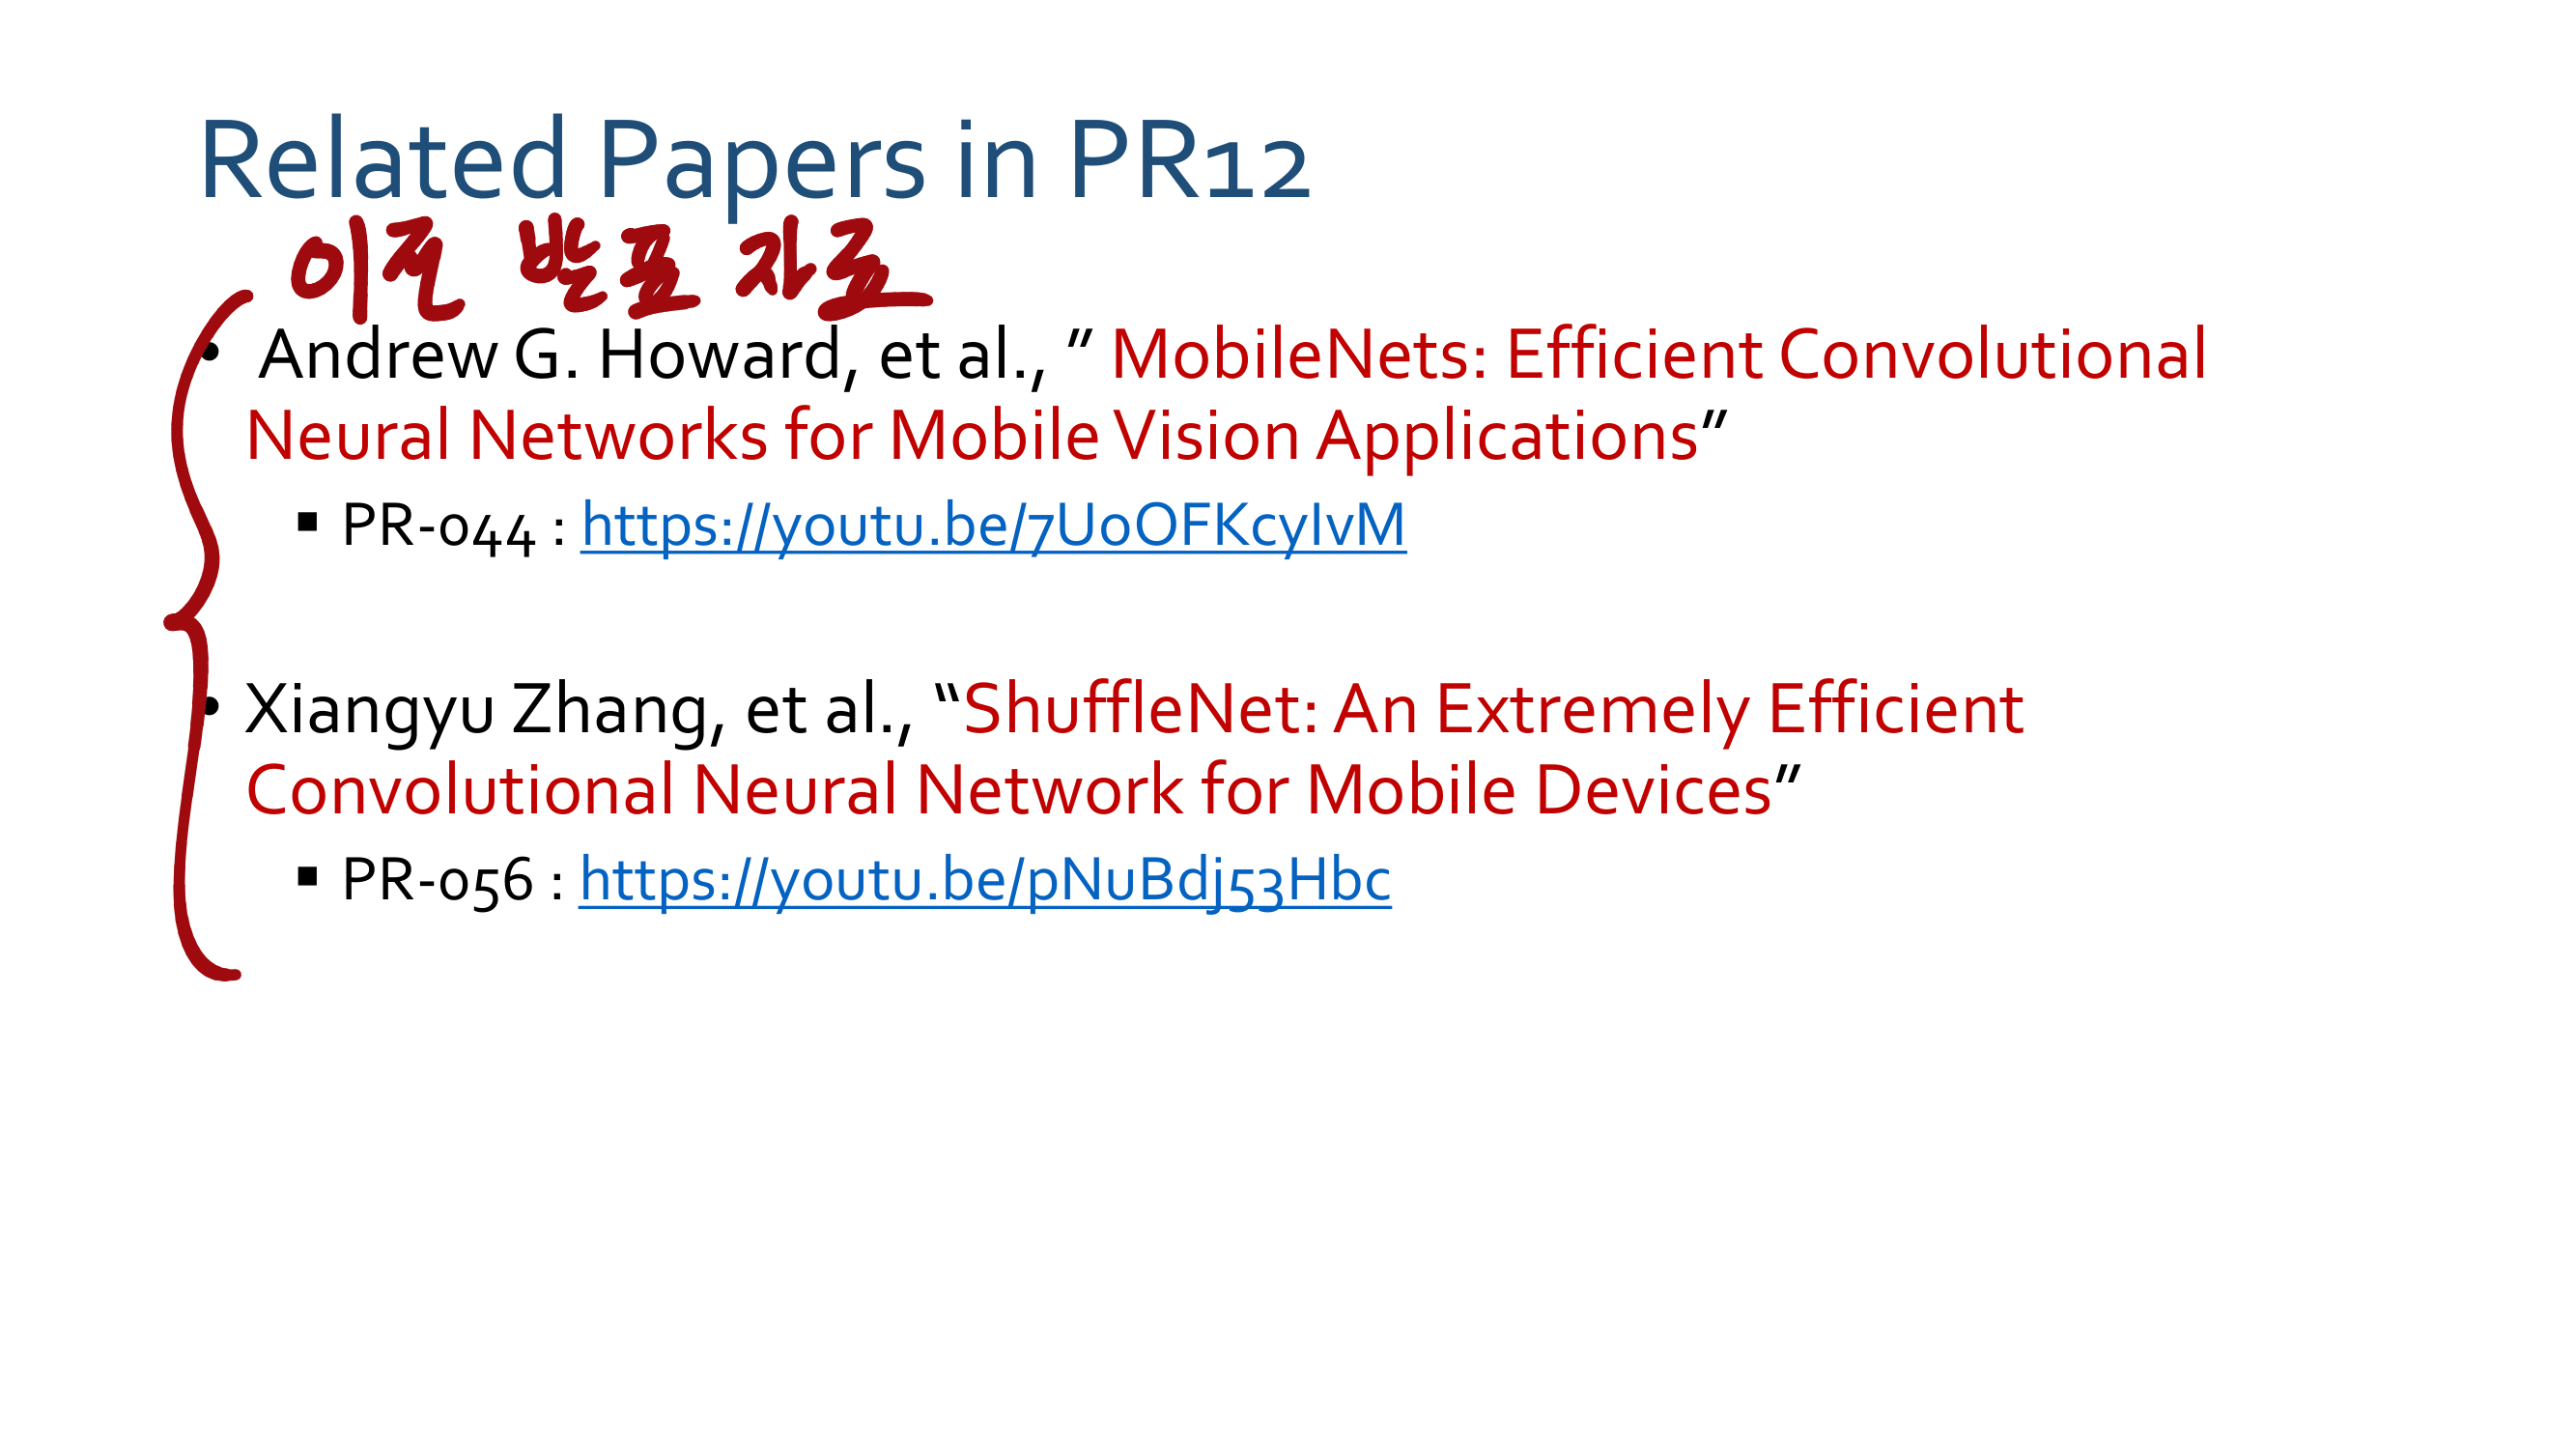 Related Papers in PR12
이전 발표 자료
• Andrew G. Howard, et al., " MobileNets: Efficient Convolutional
Neural Networks for Mobile Vision Applications"
▪ PR-044 : https://youtu.be/7UoOFKcyIvM
• Xiangyu Zhang, et al., “ShuffleNet: An Extremely Efficient
Convolutional Neural Network for Mobile Devices”
▪ PR-056 : https://youtu.be/pNuBdj53Hbc